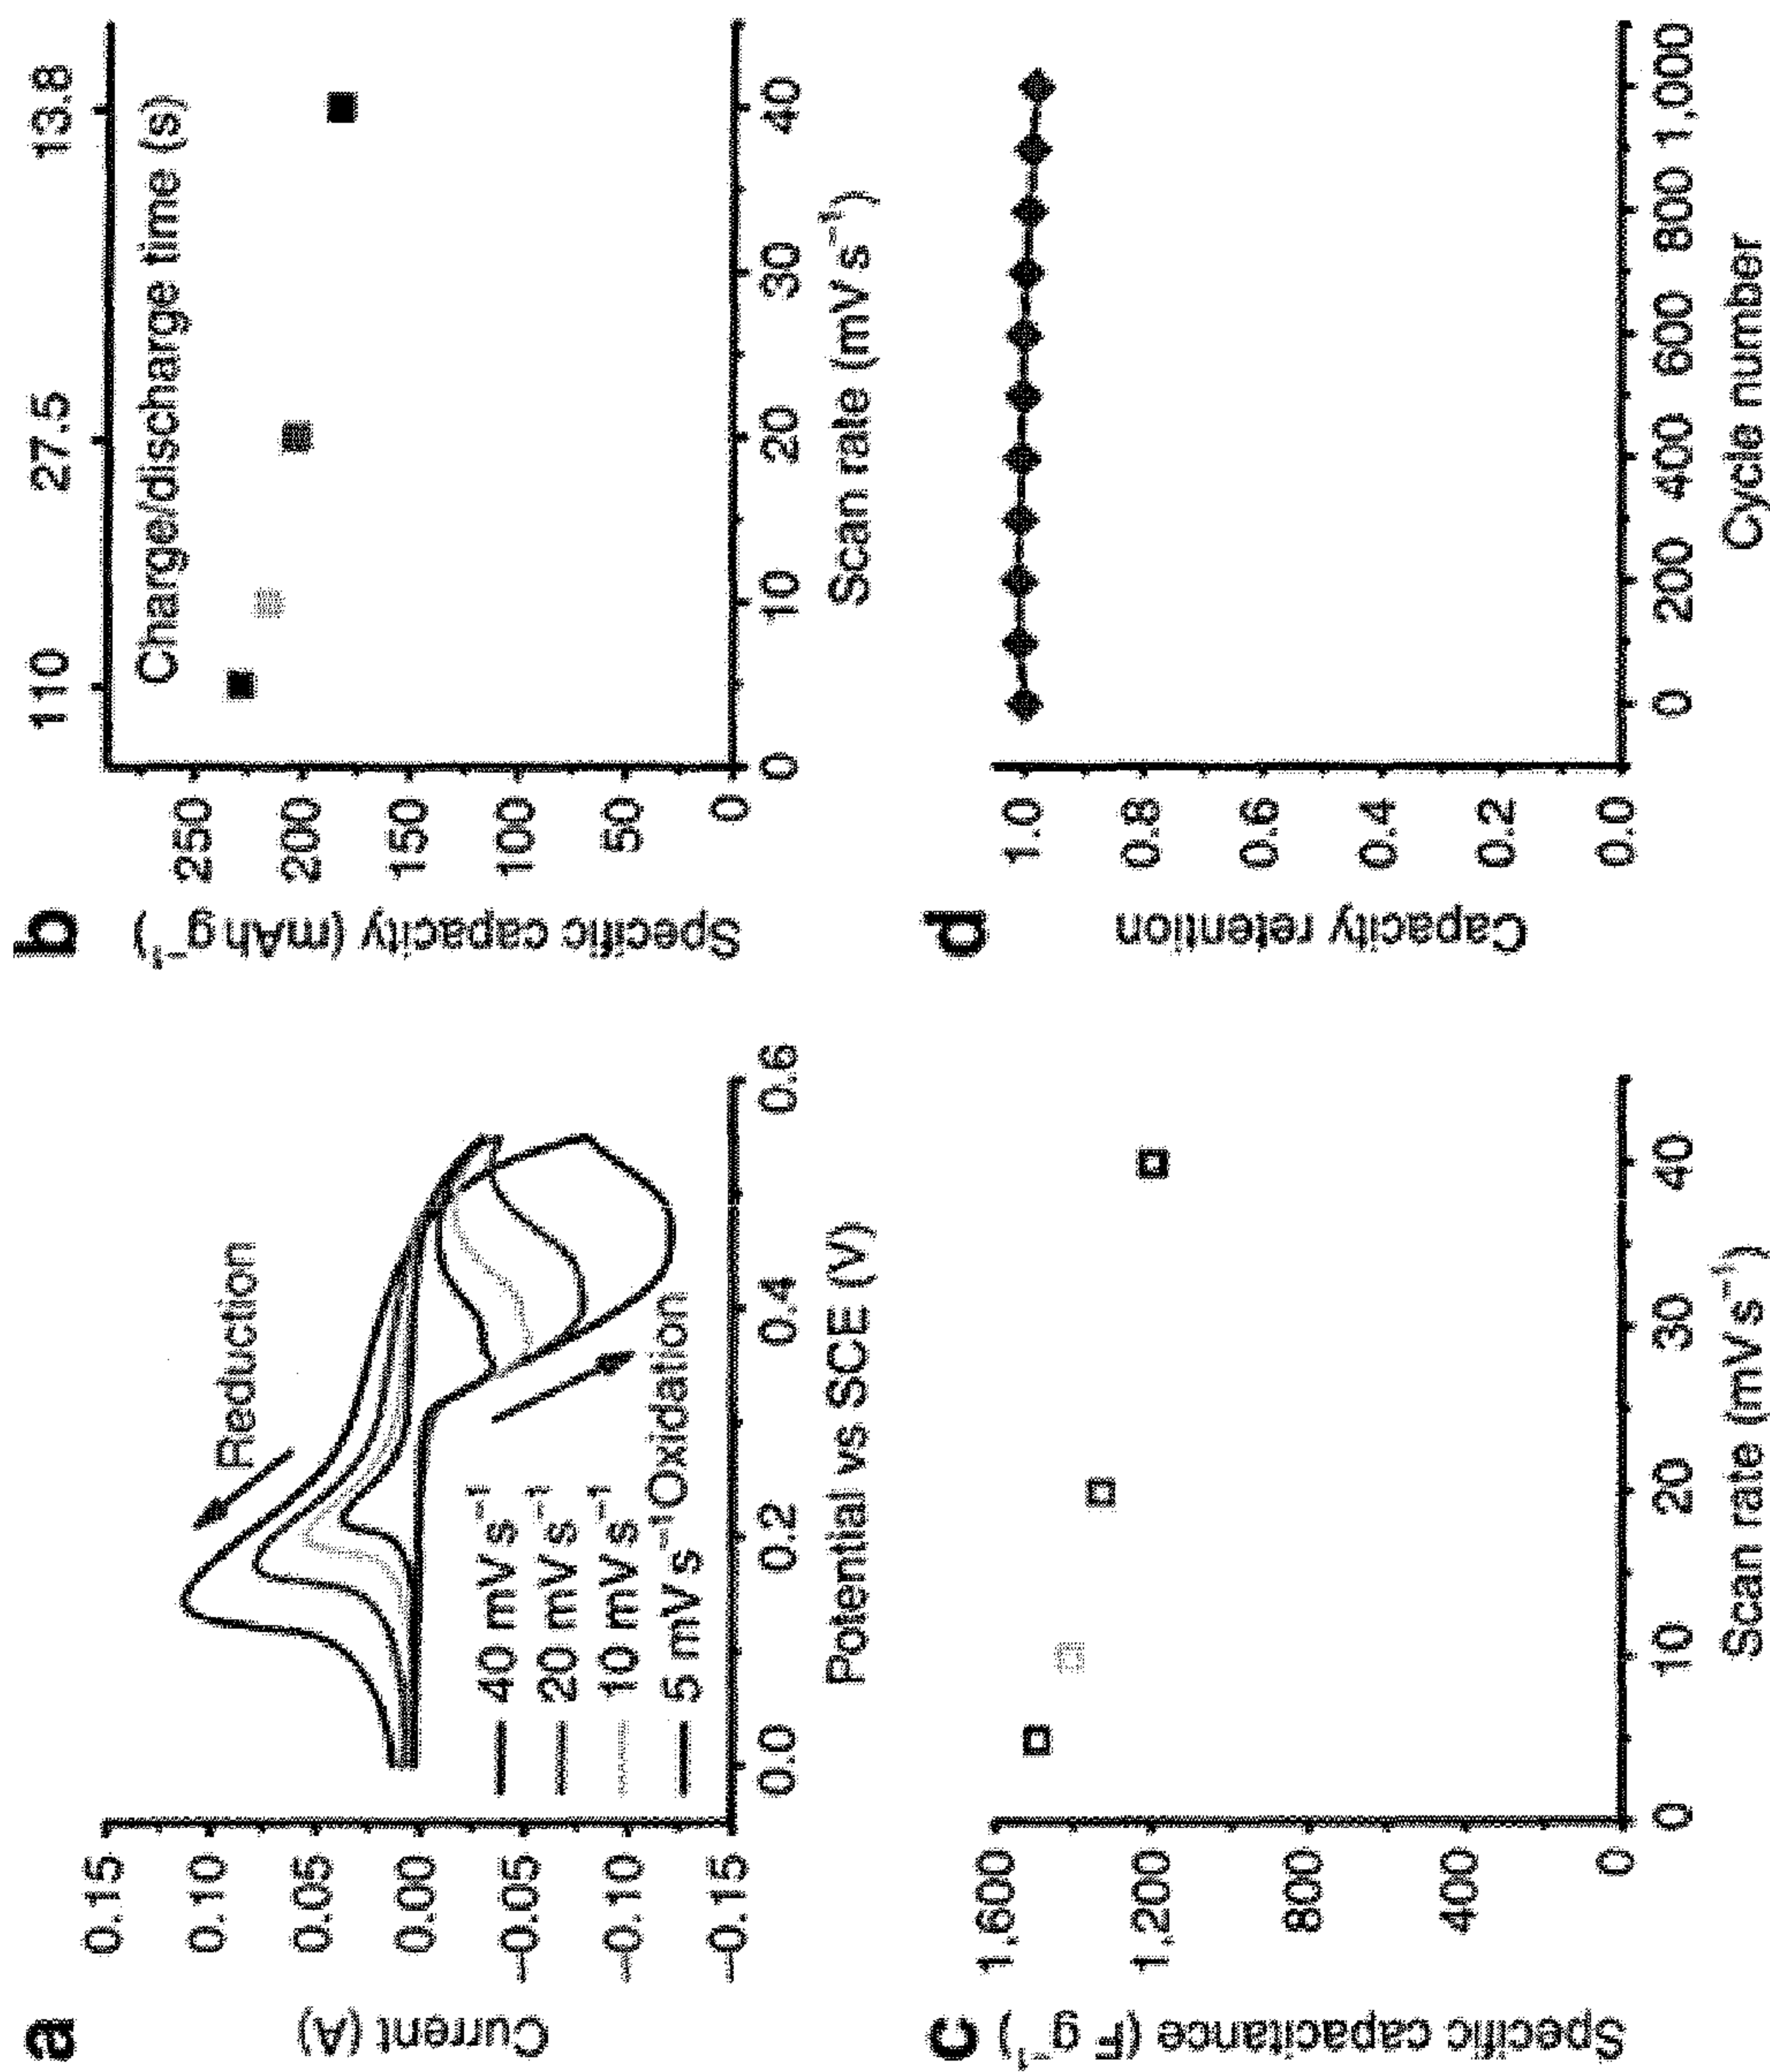 a
Current (A)
0.15
0.10
0.05
0.00
−0.05
−0.10
−0.15
Reduction
40 mV s⁻¹
20 mV s⁻¹
10 mV s⁻¹
5 mV s⁻¹
Oxidation
0.0 0.2 0.4 0.6
Potential vs SCE (V)
b
Specific capacity (mAh g⁻¹)
110 27.5 13.8
Charge/discharge time (s)
250
200
150
100
50
0
0 10 20 30 40
Scan rate (mV s⁻¹)
c
Specific capacitance (F g⁻¹)
1,600
1,200
800
400
0
0 10 20 30 40
Scan rate (mV s⁻¹)
d
Capacity retention
1.0
0.8
0.6
0.4
0.2
0.0
0 200 400 600 800 1,000
Cycle number